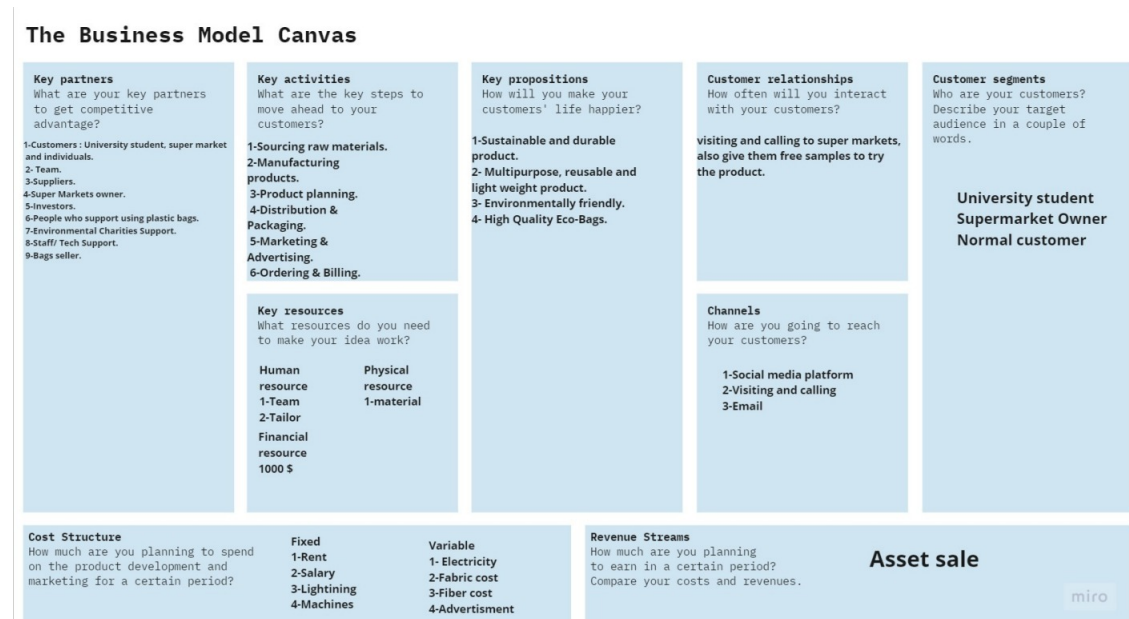 The Business Model Canvas
Key partners
What are your key partners
to get competitive
advantage?
1-Customers : University student, super market
and individuals.
2- Team.
3-Suppliers.
4-Super Markets owner.
5-Investors.
6-People who support using plastic bags.
7-Environmental Charities Support.
8-Staff/ Tech Support.
9-Bags seller.
Key activities
What are the key steps to
move ahead to your
customers?
1-Sourcing raw materials.
2-Manufacturing
products.
3-Product planning.
4-Distribution &
Packaging.
5-Marketing &
Advertising.
6-Ordering & Billing.
Key resources
What resources do you need
to make your idea work?
Human
resource
1-Team
2-Tailor
Financial
resource
1000 $
Physical
resource
1-material
Key propositions
How will you make your
customers' life happier?
1-Sustainable and durable
product.
2- Multipurpose, reusable and
light weight product.
3- Environmentally friendly.
4- High Quality Eco-Bags.
Customer relationships
How often will you interact
with your customers?
visiting and calling to super markets,
also give them free samples to try
the product.
Channels
How are you going to reach
your customers?
1-Social media platform
2-Visiting and calling
3-Email
Customer segments
Who are your customers?
Describe your target
audience in a couple of
words.
University student
Supermarket Owner
Normal customer
Cost Structure
How much are you planning to spend
on the product development and
marketing for a certain period?
Fixed
1-Rent
2-Salary
3-Lightining
4-Machines
Variable
1- Electricity
2-Fabric cost
3-Fiber cost
4-Advertisment
Revenue Streams
How much are you planning
to earn in a certain period?
Compare your costs and revenues.
Asset sale
miro